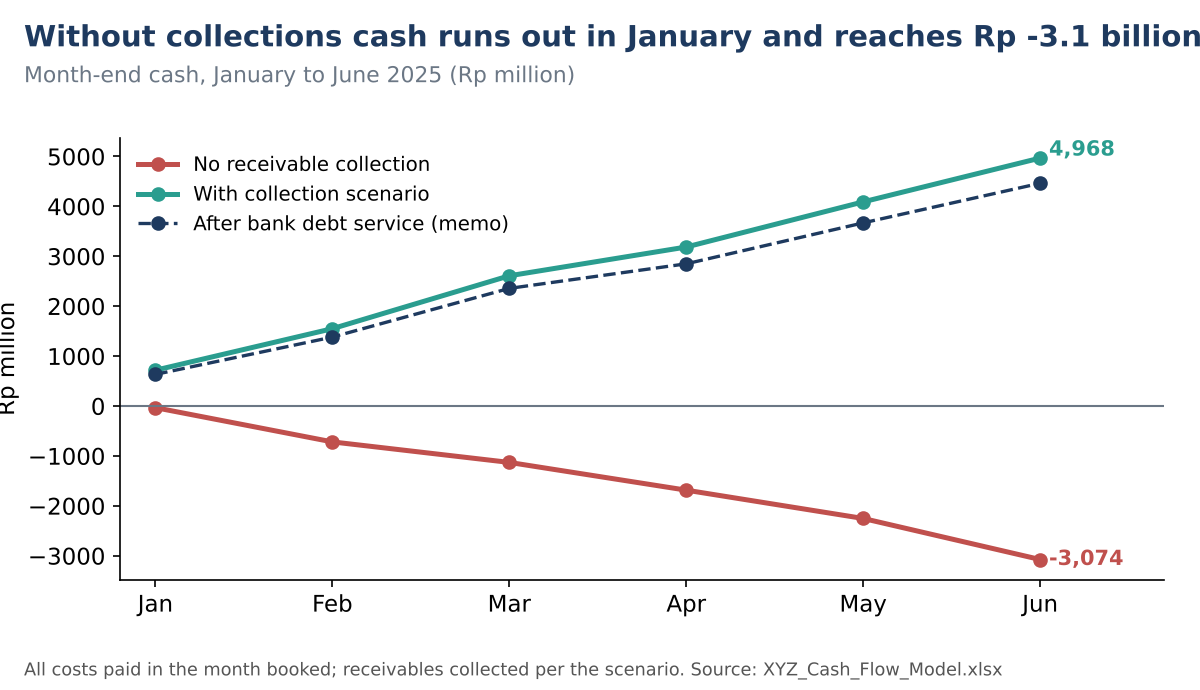 Without collections cash runs out in January and reaches Rp -3.1 billion
Month-end cash, January to June 2025 (Rp million)
No receivable collection
With collection scenario
After bank debt service (memo)
4,968
-3,074
5000
4000
3000
2000
1000
0
−1000
−2000
−3000
Rp million
Jan Feb Mar Apr May Jun
All costs paid in the month booked; receivables collected per the scenario. Source: XYZ_Cash_Flow_Model.xlsx